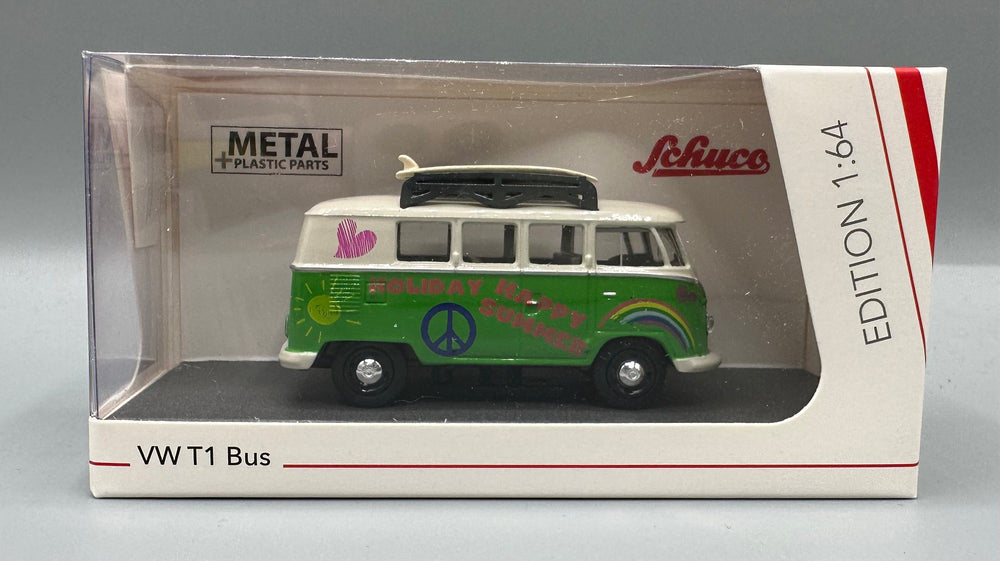 METAL
+PLASTIC PARTS
Schuco
EDITION 1:64
HOLIDAY HAPPY
SUMMER
VW T1 Bus